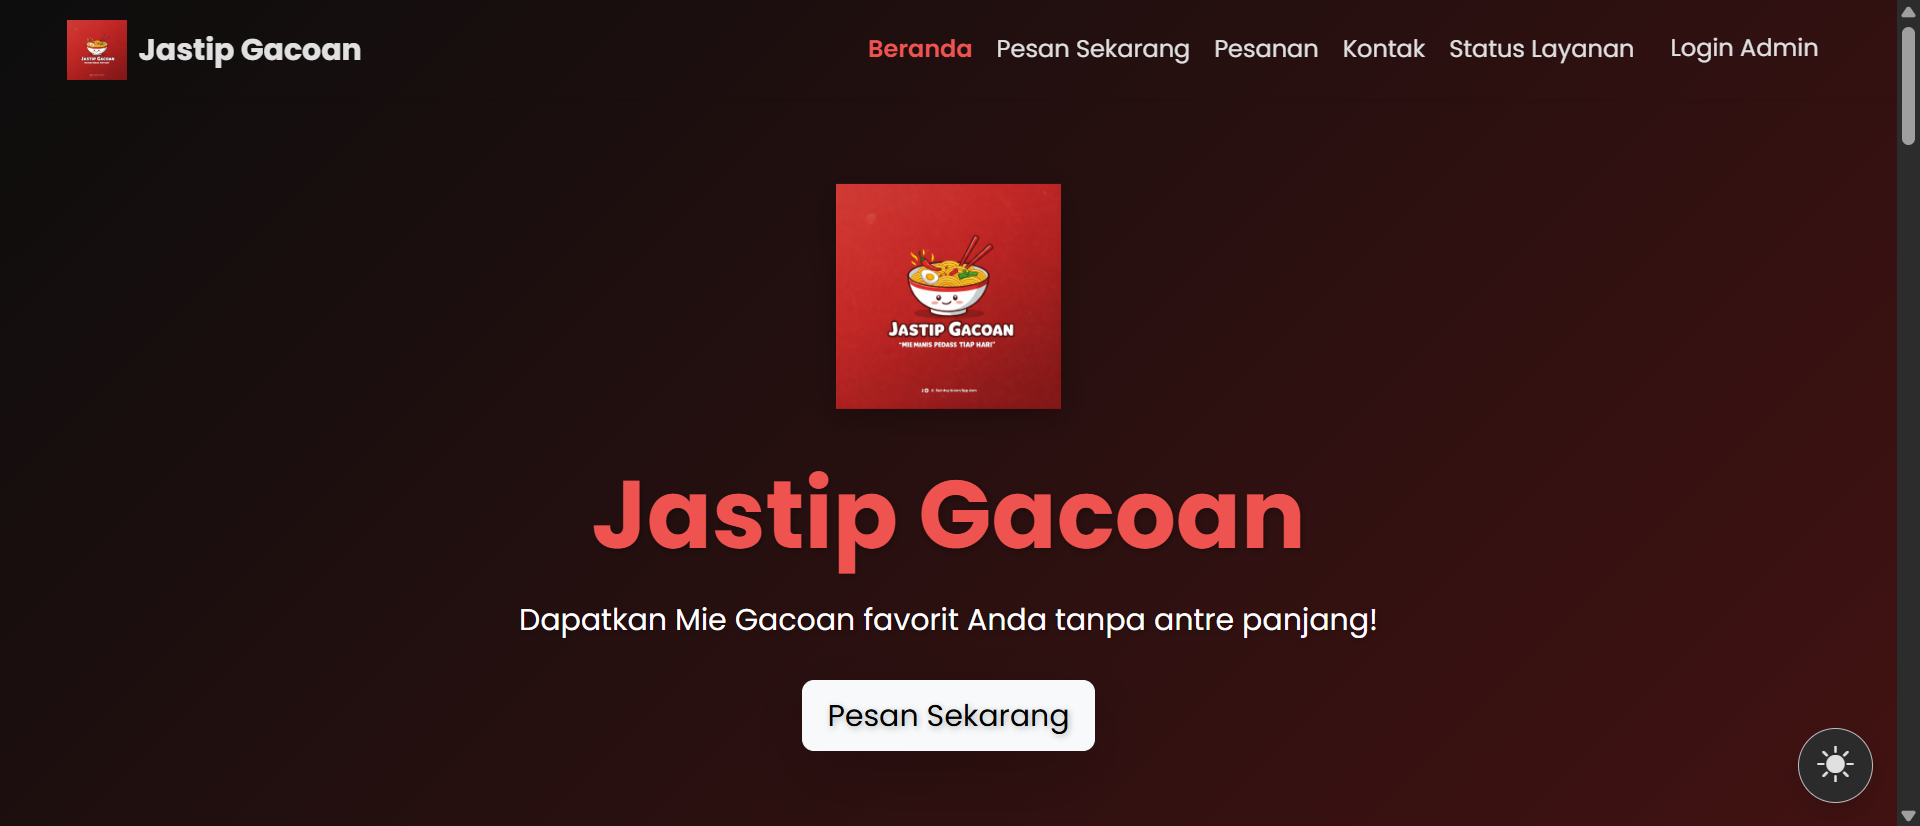 Jastip Gacoan
Beranda
Pesan Sekarang
Pesanan
Kontak
Status Layanan
Login Admin
JASTIP GACOAN
"MIE MANIS PEDASS TIAP HARI"
Jastip Gacoan
Dapatkan Mie Gacoan favorit Anda tanpa antre panjang!
Pesan Sekarang